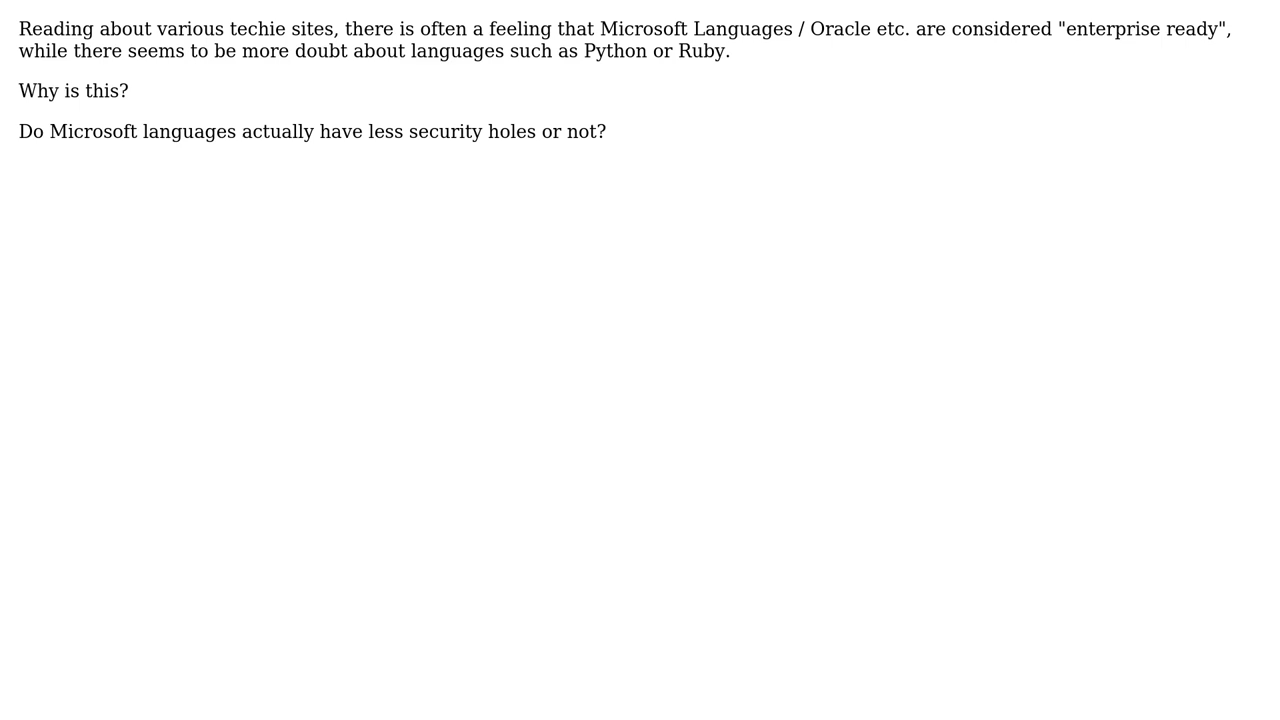 Reading about various techie sites, there is often a feeling that Microsoft Languages / Oracle etc. are considered "enterprise ready",
while there seems to be more doubt about languages such as Python or Ruby.
Why is this?
Do Microsoft languages actually have less security holes or not?